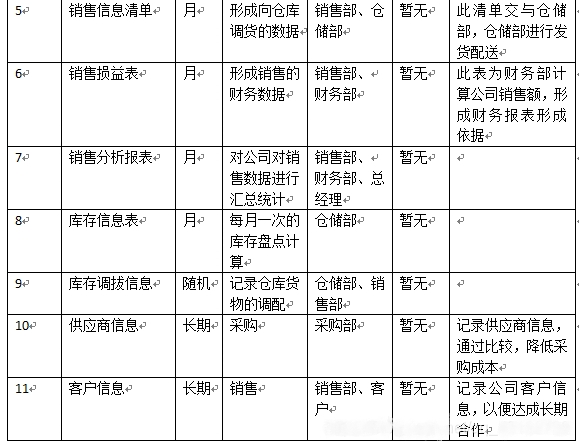 5 销售信息清单 月 形成向仓库 销售部、仓 暂无 此清单交与仓储
调货的数据 储部 部，仓储部进行发
货配送
6 销售损益表 月 形成销售的 销售部、 暂无 此表为财务部计
财务数据 财务部 算公司销售额，形
成财务报表形成
依据
7 销售分析报表 月 对公司对销 销售部、 暂无
售数据进行 财务部、总
汇总统计 经理
8 库存信息表 月 每月一次的 仓储部 暂无
库存盘点计
算
9 库存调拔信息 随机 记录仓库货 仓储部、销 暂无
物的调配 售部
10 供应商信息 长期 采购 采购部 暂无 记录供应商信息，
通过比较，降低采
购成本
11 客户信息 长期 销售 销售部、客 暂无 记录公司客户信
户 息，以便达成长期
合作